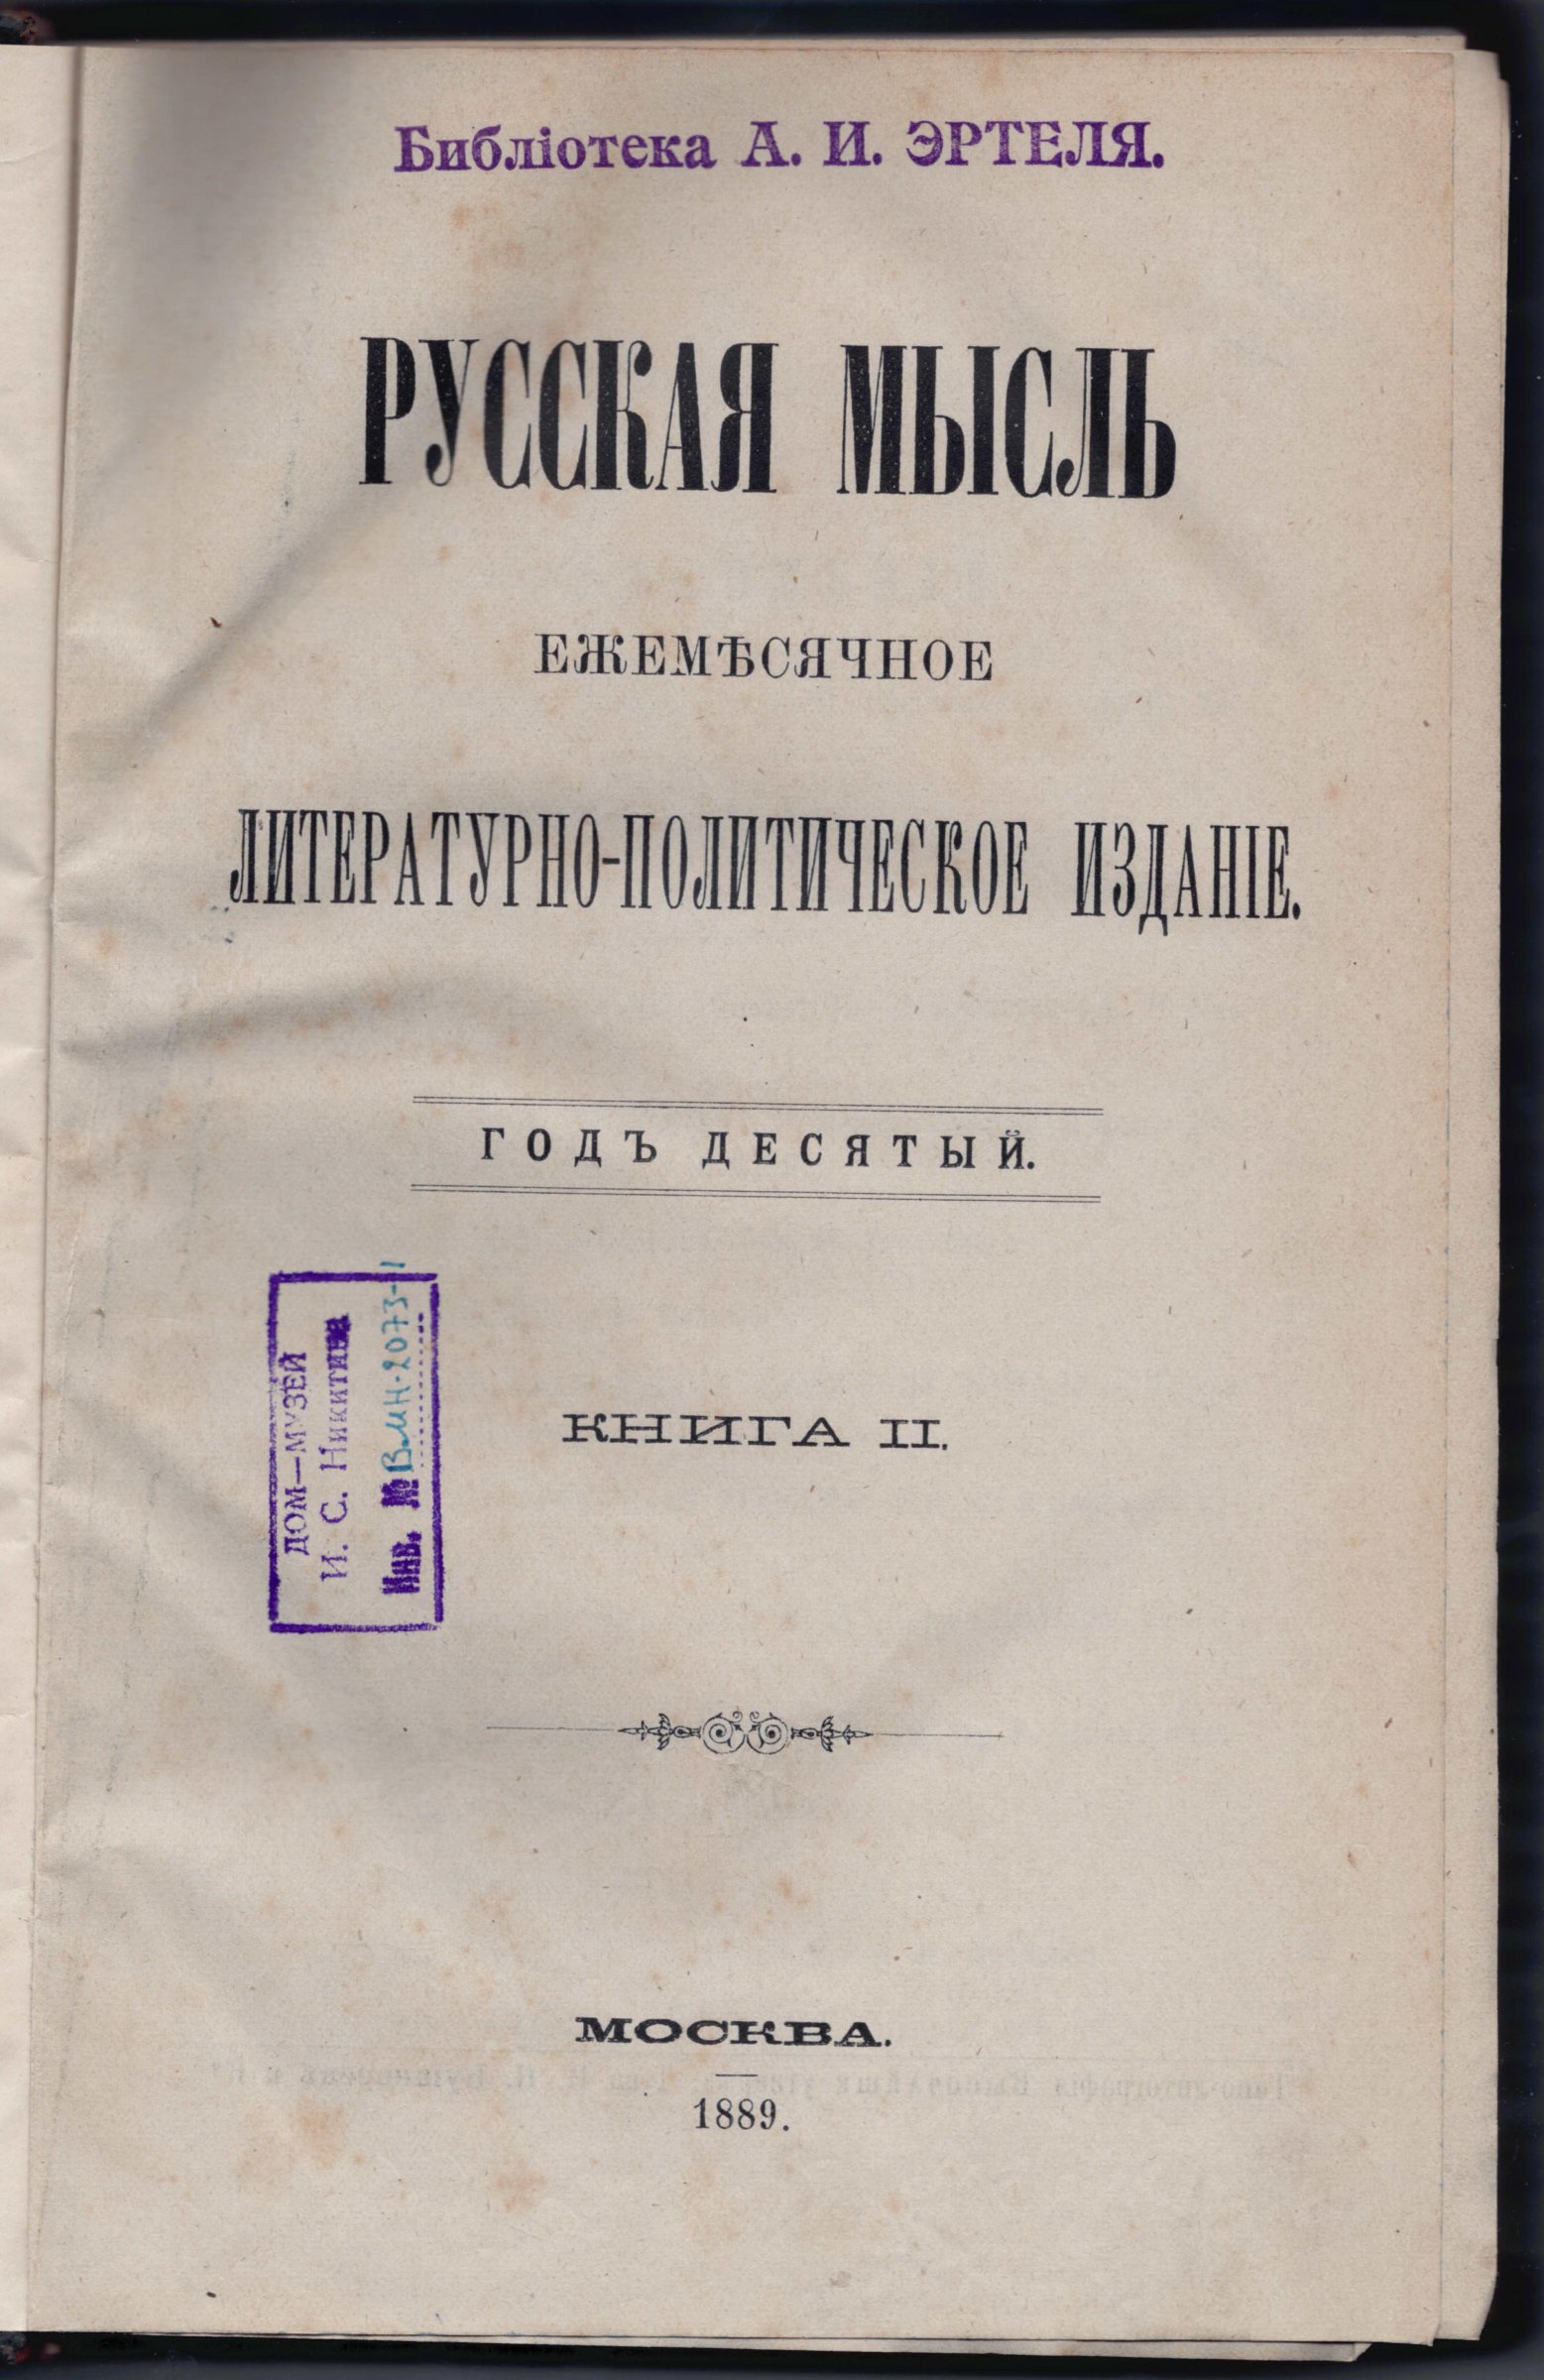 Библіотека А. И. ЭРТЕЛЯ.
РУССКАЯ МЫСЛЬ
ЕЖЕМѢСЯЧНОЕ
ЛИТЕРАТУРНО-ПОЛИТИЧЕСКОЕ ИЗДАНІЕ.
ГОДЪ ДЕСЯТЫЙ.
ДОМ—МУЗЕЙ
И. С. Никитина
Инв. № ВМН-2073-11
КНИГА II.
МОСКВА.
1889.